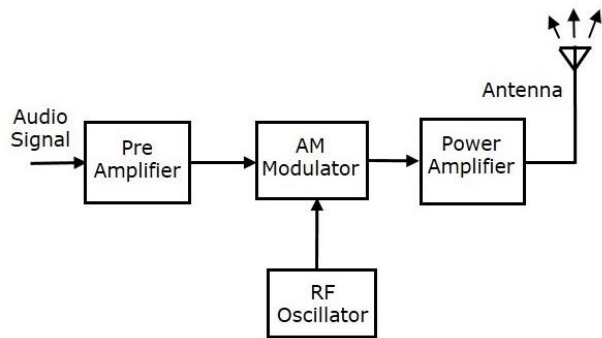 Audio
Signal
Pre
Amplifier
AM
Modulator
Power
Amplifier
Antenna
RF
Oscillator